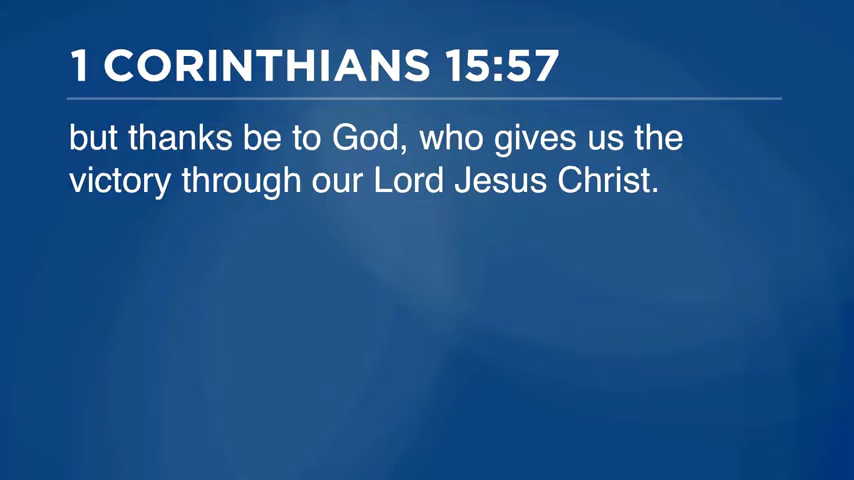 1 CORINTHIANS 15:57
but thanks be to God, who gives us the
victory through our Lord Jesus Christ.